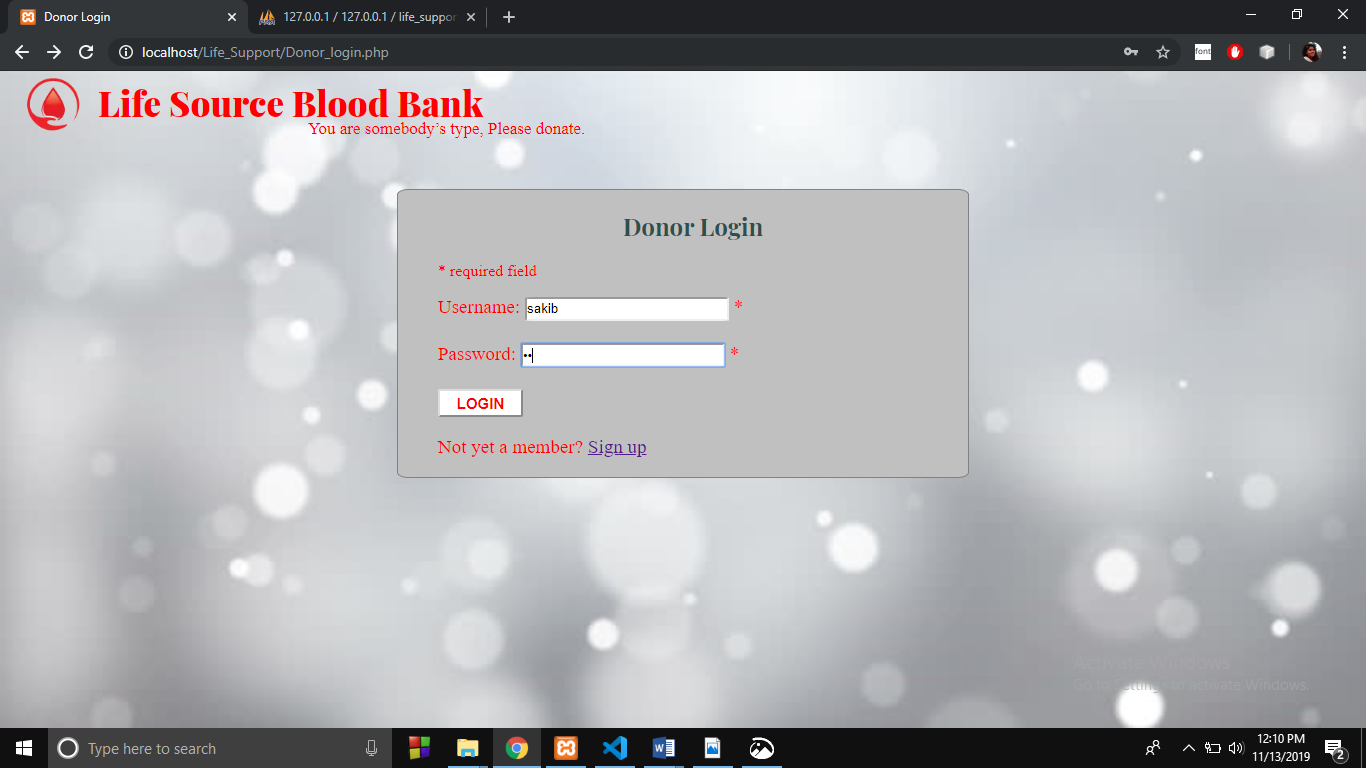 Donor Login
127.0.0.1 / 127.0.0.1 / life_suppor
localhost/Life_Support/Donor_login.php
font
Life Source Blood Bank
You are somebody’s type, Please donate.
Donor Login
* required field
Username: sakib *
Password: •• *
LOGIN
Not yet a member? Sign up
Activate Windows
Go to Settings to activate Windows.
Type here to search
12:10 PM
11/13/2019
2